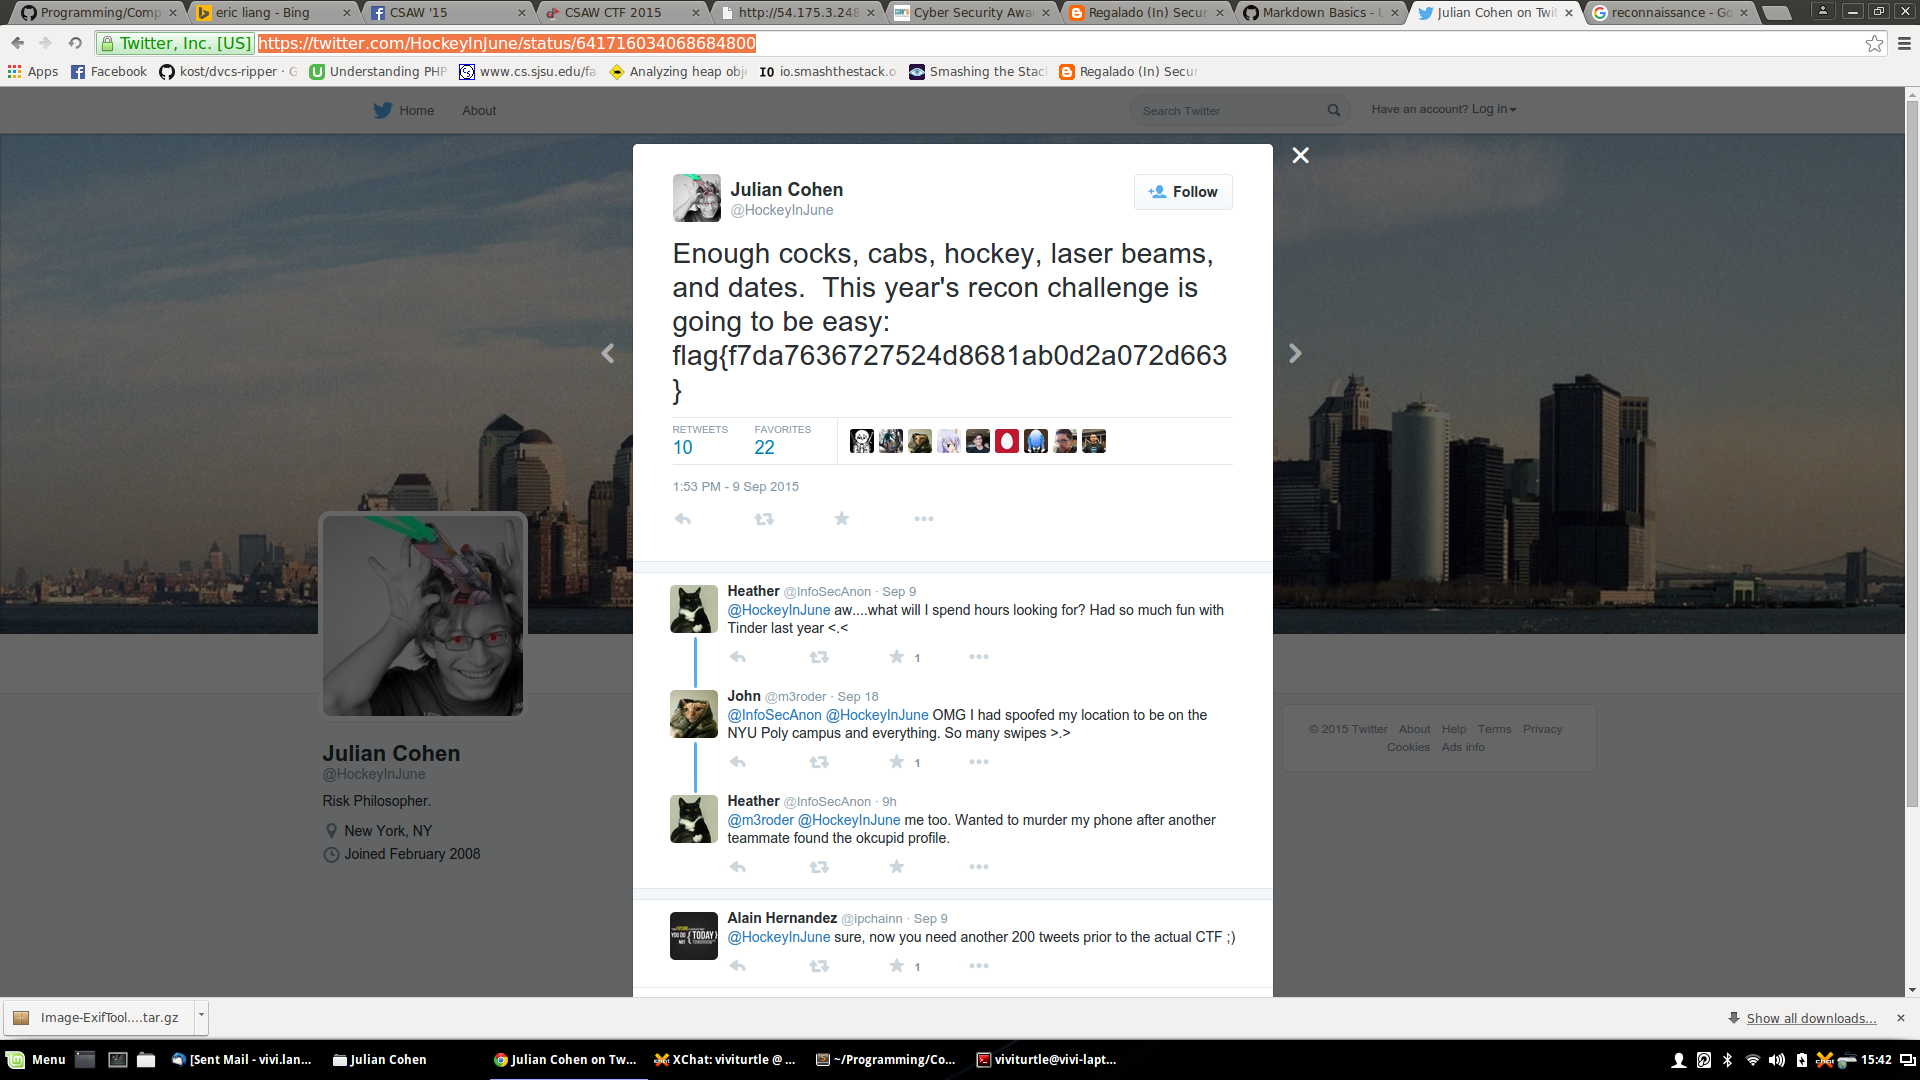 Programming/Comp
eric liang - Bing
CSAW '15
CSAW CTF 2015
http://54.175.3.248
Cyber Security Awa
Regalado (In) Secur
Markdown Basics - U
Julian Cohen on Twit
reconnaissance - Go
Twitter, Inc. [US] https://twitter.com/HockeyInJune/status/641716034068684800
Apps
Facebook
kost/dvcs-ripper · G
Understanding PHP
www.cs.sjsu.edu/fa
Analyzing heap obj
IO io.smashthestack.o
Smashing the Stac
Regalado (In) Secur
Home
About
Search Twitter
Have an account? Log in
Julian Cohen
@HockeyInJune
Follow
Enough cocks, cabs, hockey, laser beams,
and dates. This year's recon challenge is
going to be easy:
flag{f7da7636727524d8681ab0d2a072d663
}
RETWEETS
10
FAVORITES
22
1:53 PM - 9 Sep 2015
Heather @InfoSecAnon · Sep 9
@HockeyInJune aw....what will I spend hours looking for? Had so much fun with
Tinder last year <.<
1
John @m3roder · Sep 18
@InfoSecAnon @HockeyInJune OMG I had spoofed my location to be on the
NYU Poly campus and everything. So many swipes >.>
1
Heather @InfoSecAnon · 9h
@m3roder @HockeyInJune me too. Wanted to murder my phone after another
teammate found the okcupid profile.
YOU DO { TODAY }
Alain Hernandez @ipchainn · Sep 9
@HockeyInJune sure, now you need another 200 tweets prior to the actual CTF ;)
1
Julian Cohen
@HockeyInJune
Risk Philosopher.
New York, NY
Joined February 2008
© 2015 Twitter About Help Terms Privacy
Cookies Ads info
Image-ExifTool....tar.gz
Show all downloads...
Menu
[Sent Mail - vivi.lan...
Julian Cohen
Julian Cohen on Tw...
XChat: viviturtle @ ...
~/Programming/Co...
viviturtle@vivi-lapt...
15:42